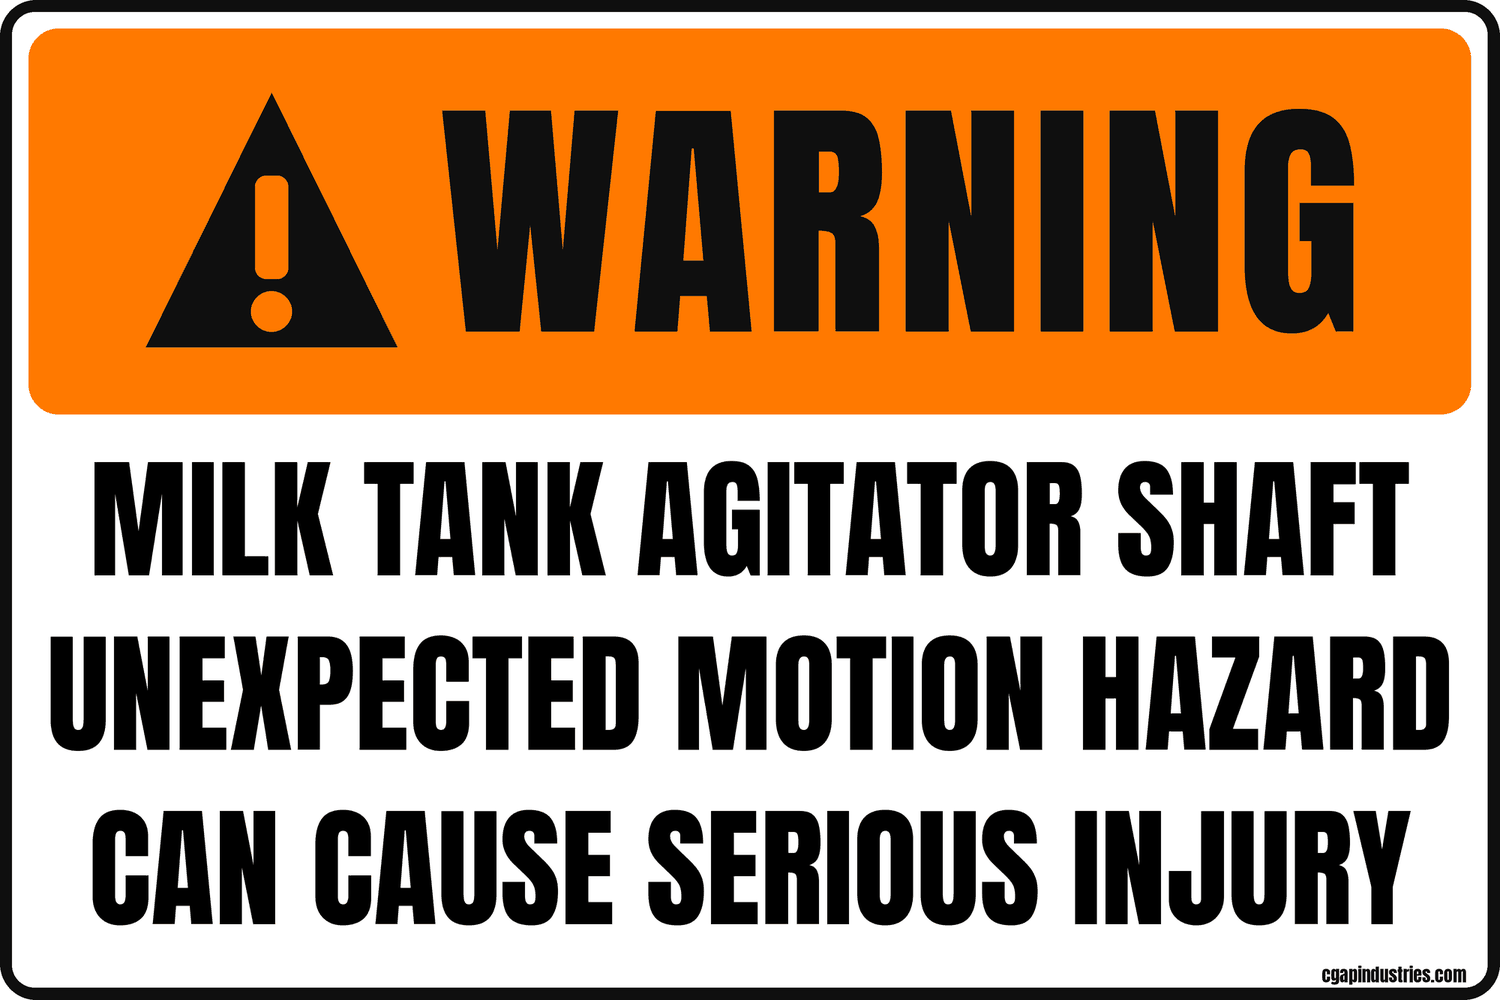 WARNING
MILK TANK AGITATOR SHAFT
UNEXPECTED MOTION HAZARD
CAN CAUSE SERIOUS INJURY
cgapindustries.com